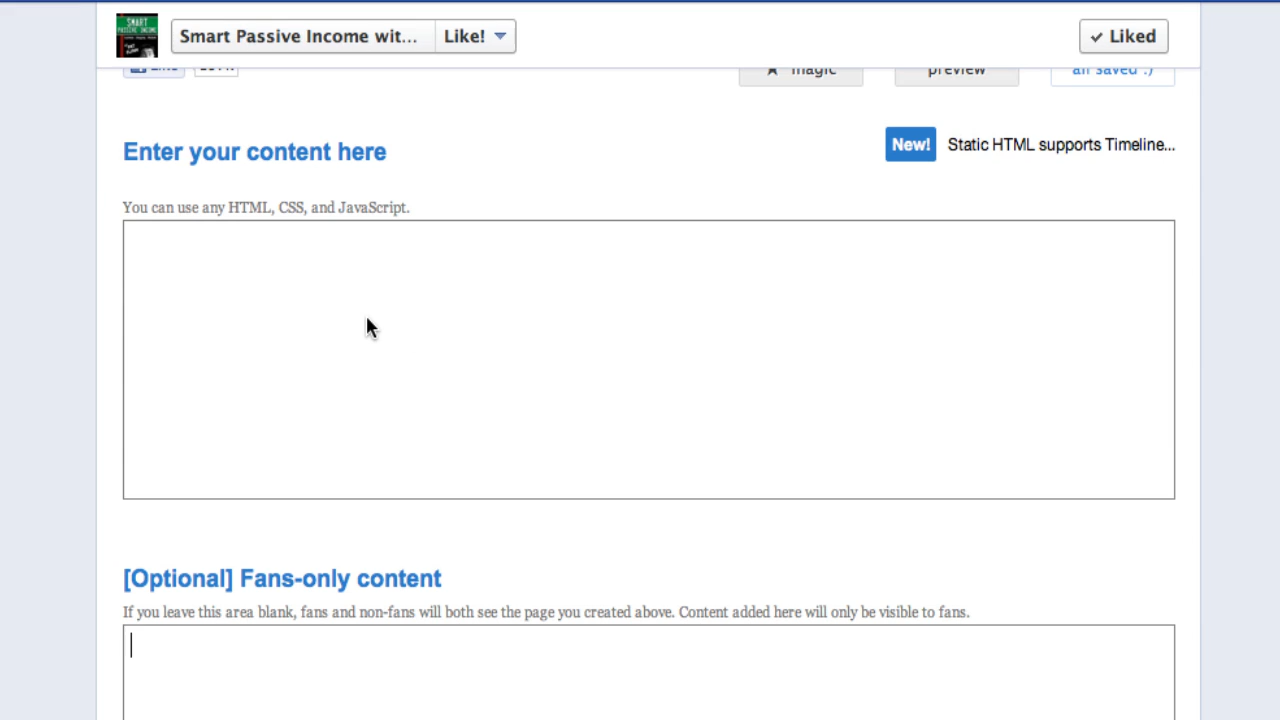 SMART
PASSIVE INCOME
Smart Passive Income wit... Like!
Liked
magic
preview
all saved :)
Enter your content here
New! Static HTML supports Timeline...
You can use any HTML, CSS, and JavaScript.
[Optional] Fans-only content
If you leave this area blank, fans and non-fans will both see the page you created above. Content added here will only be visible to fans.